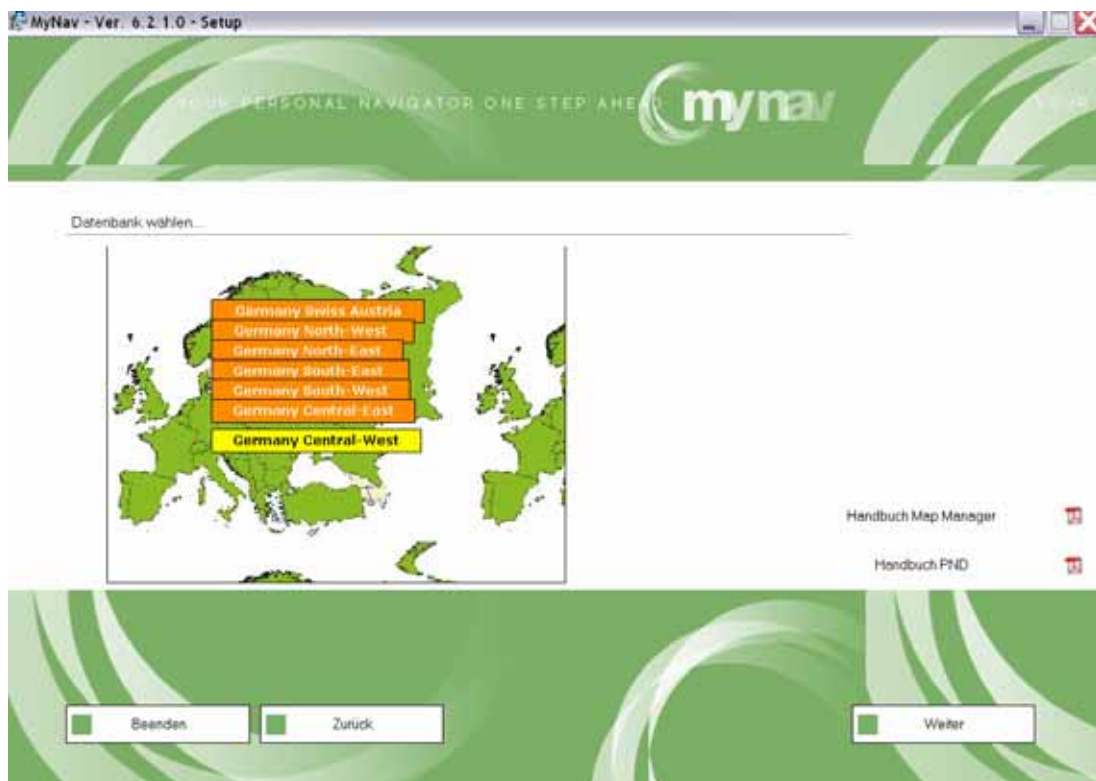 MyNav - Ver. 6.2.1.0 - Setup
YOUR PERSONAL NAVIGATOR ONE STEP AHEAD
mynav
YOUR
Datenbank wählen...
Germany Swiss Austria
Germany North-West
Germany North-East
Germany South-East
Germany South-West
Germany Central-East
Germany Central-West
Handbuch Map Manager
Handbuch PND
Beenden
Zurück
Weiter